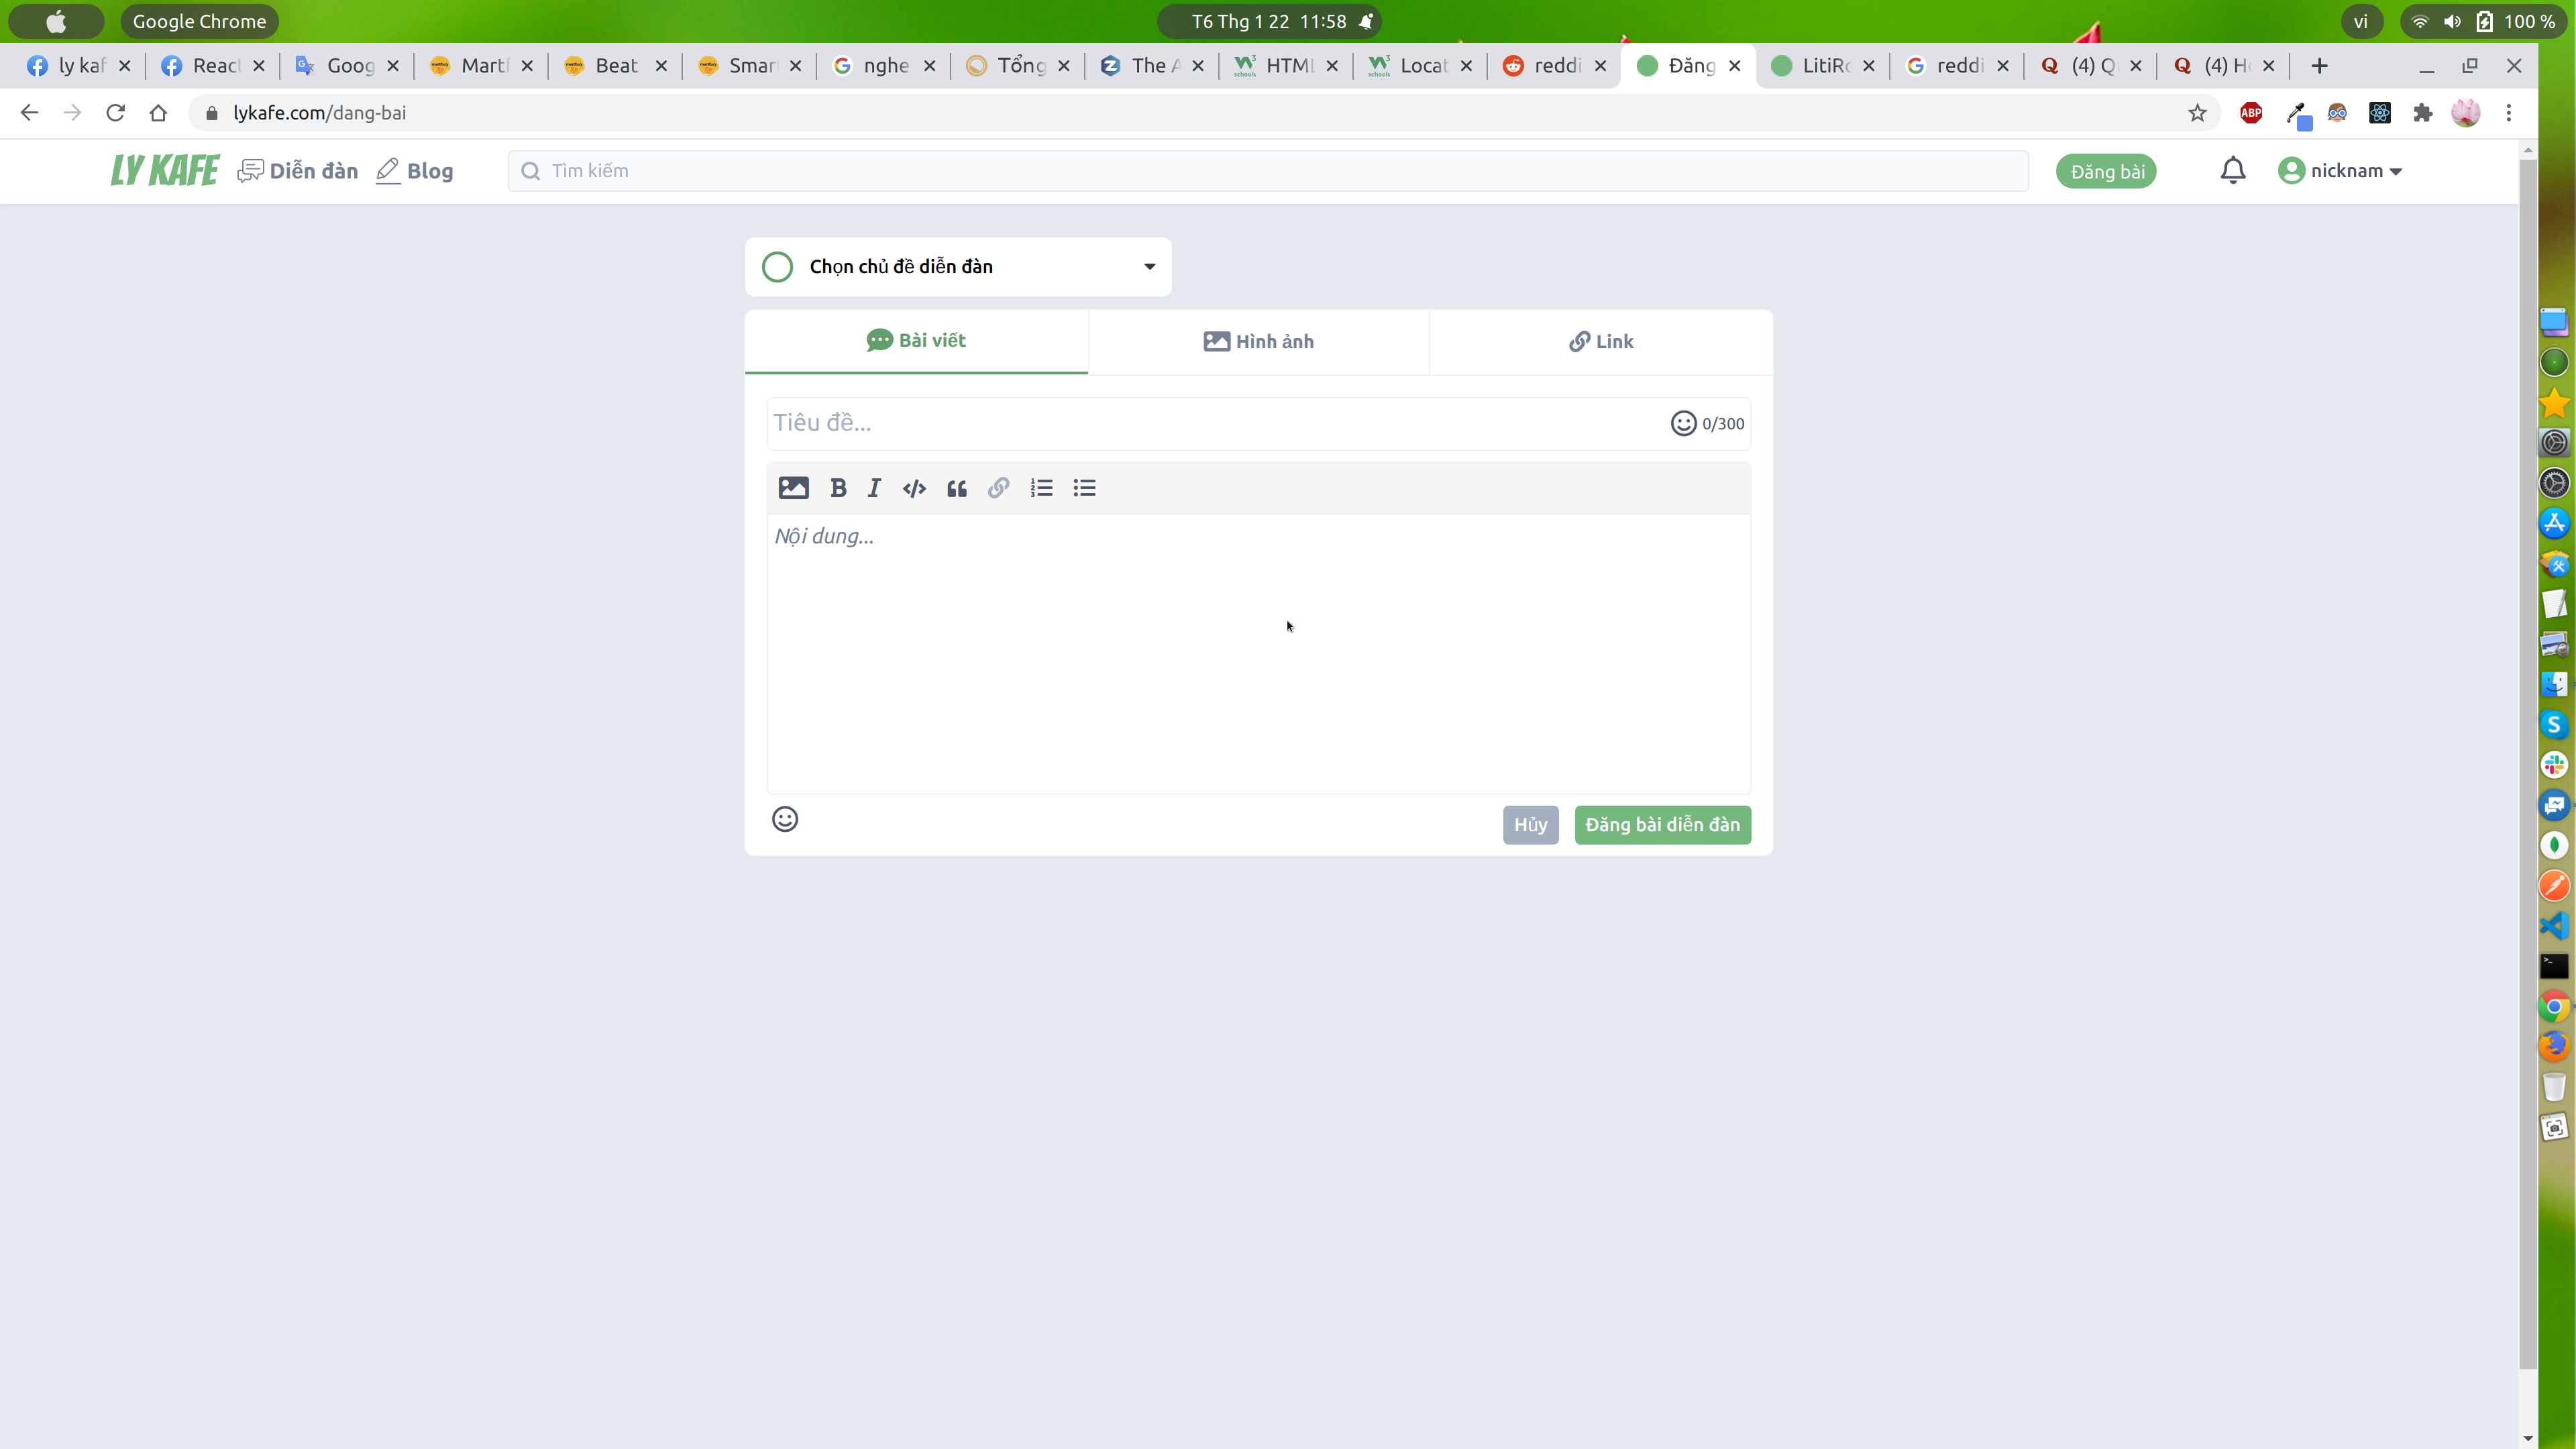 Google Chrome
T6 Thg 1 22 11:58
vi
100 %
ly kaf
React
Goog
Martf
Beat
Smar
nghe
Tổng
The A
HTML
Locat
reddi
Đăng
LitiRo
reddi
(4) Q
(4) H
lykafe.com/dang-bai
ABP
LY KAFE
Diễn đàn
Blog
Tìm kiếm
Đăng bài
nicknam
Chọn chủ đề diễn đàn
Bài viết
Hình ảnh
Link
Tiêu đề...
0/300
B I
Nội dung...
Hủy
Đăng bài diễn đàn